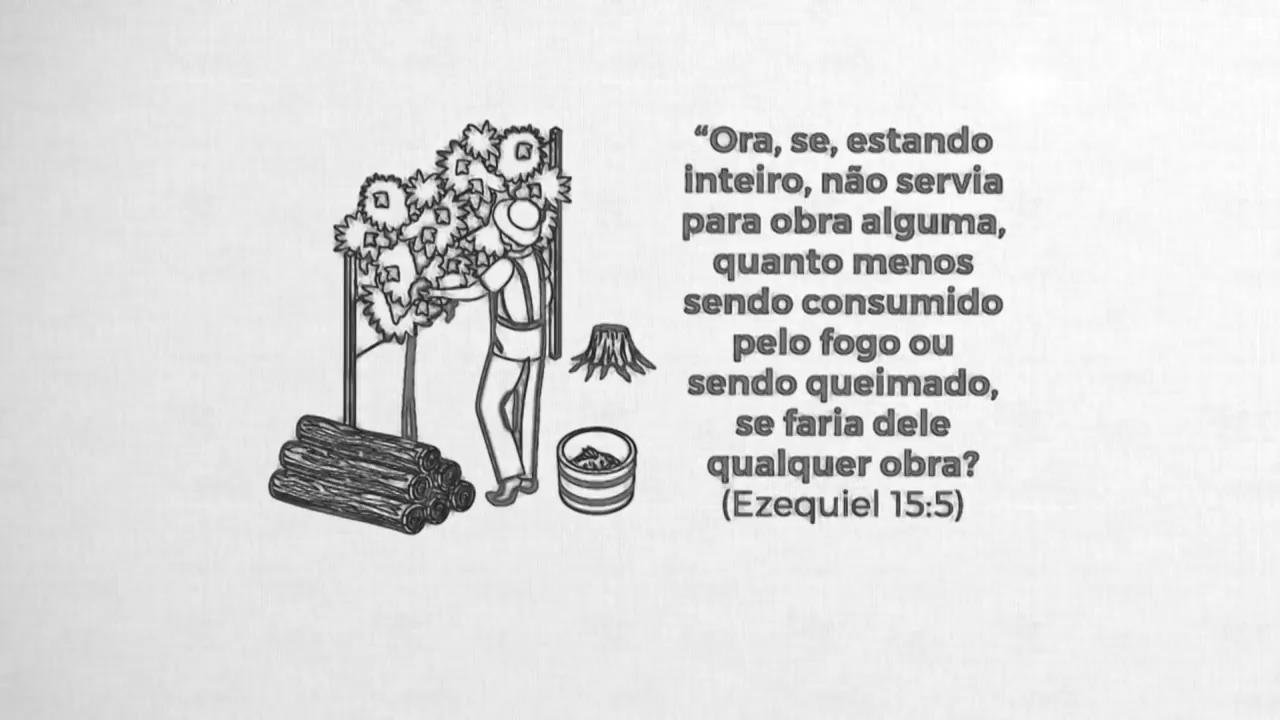 “Ora, se, estando
inteiro, não servia
para obra alguma,
quanto menos
sendo consumido
pelo fogo ou
sendo queimado,
se faria dele
qualquer obra?
(Ezequiel 15:5)